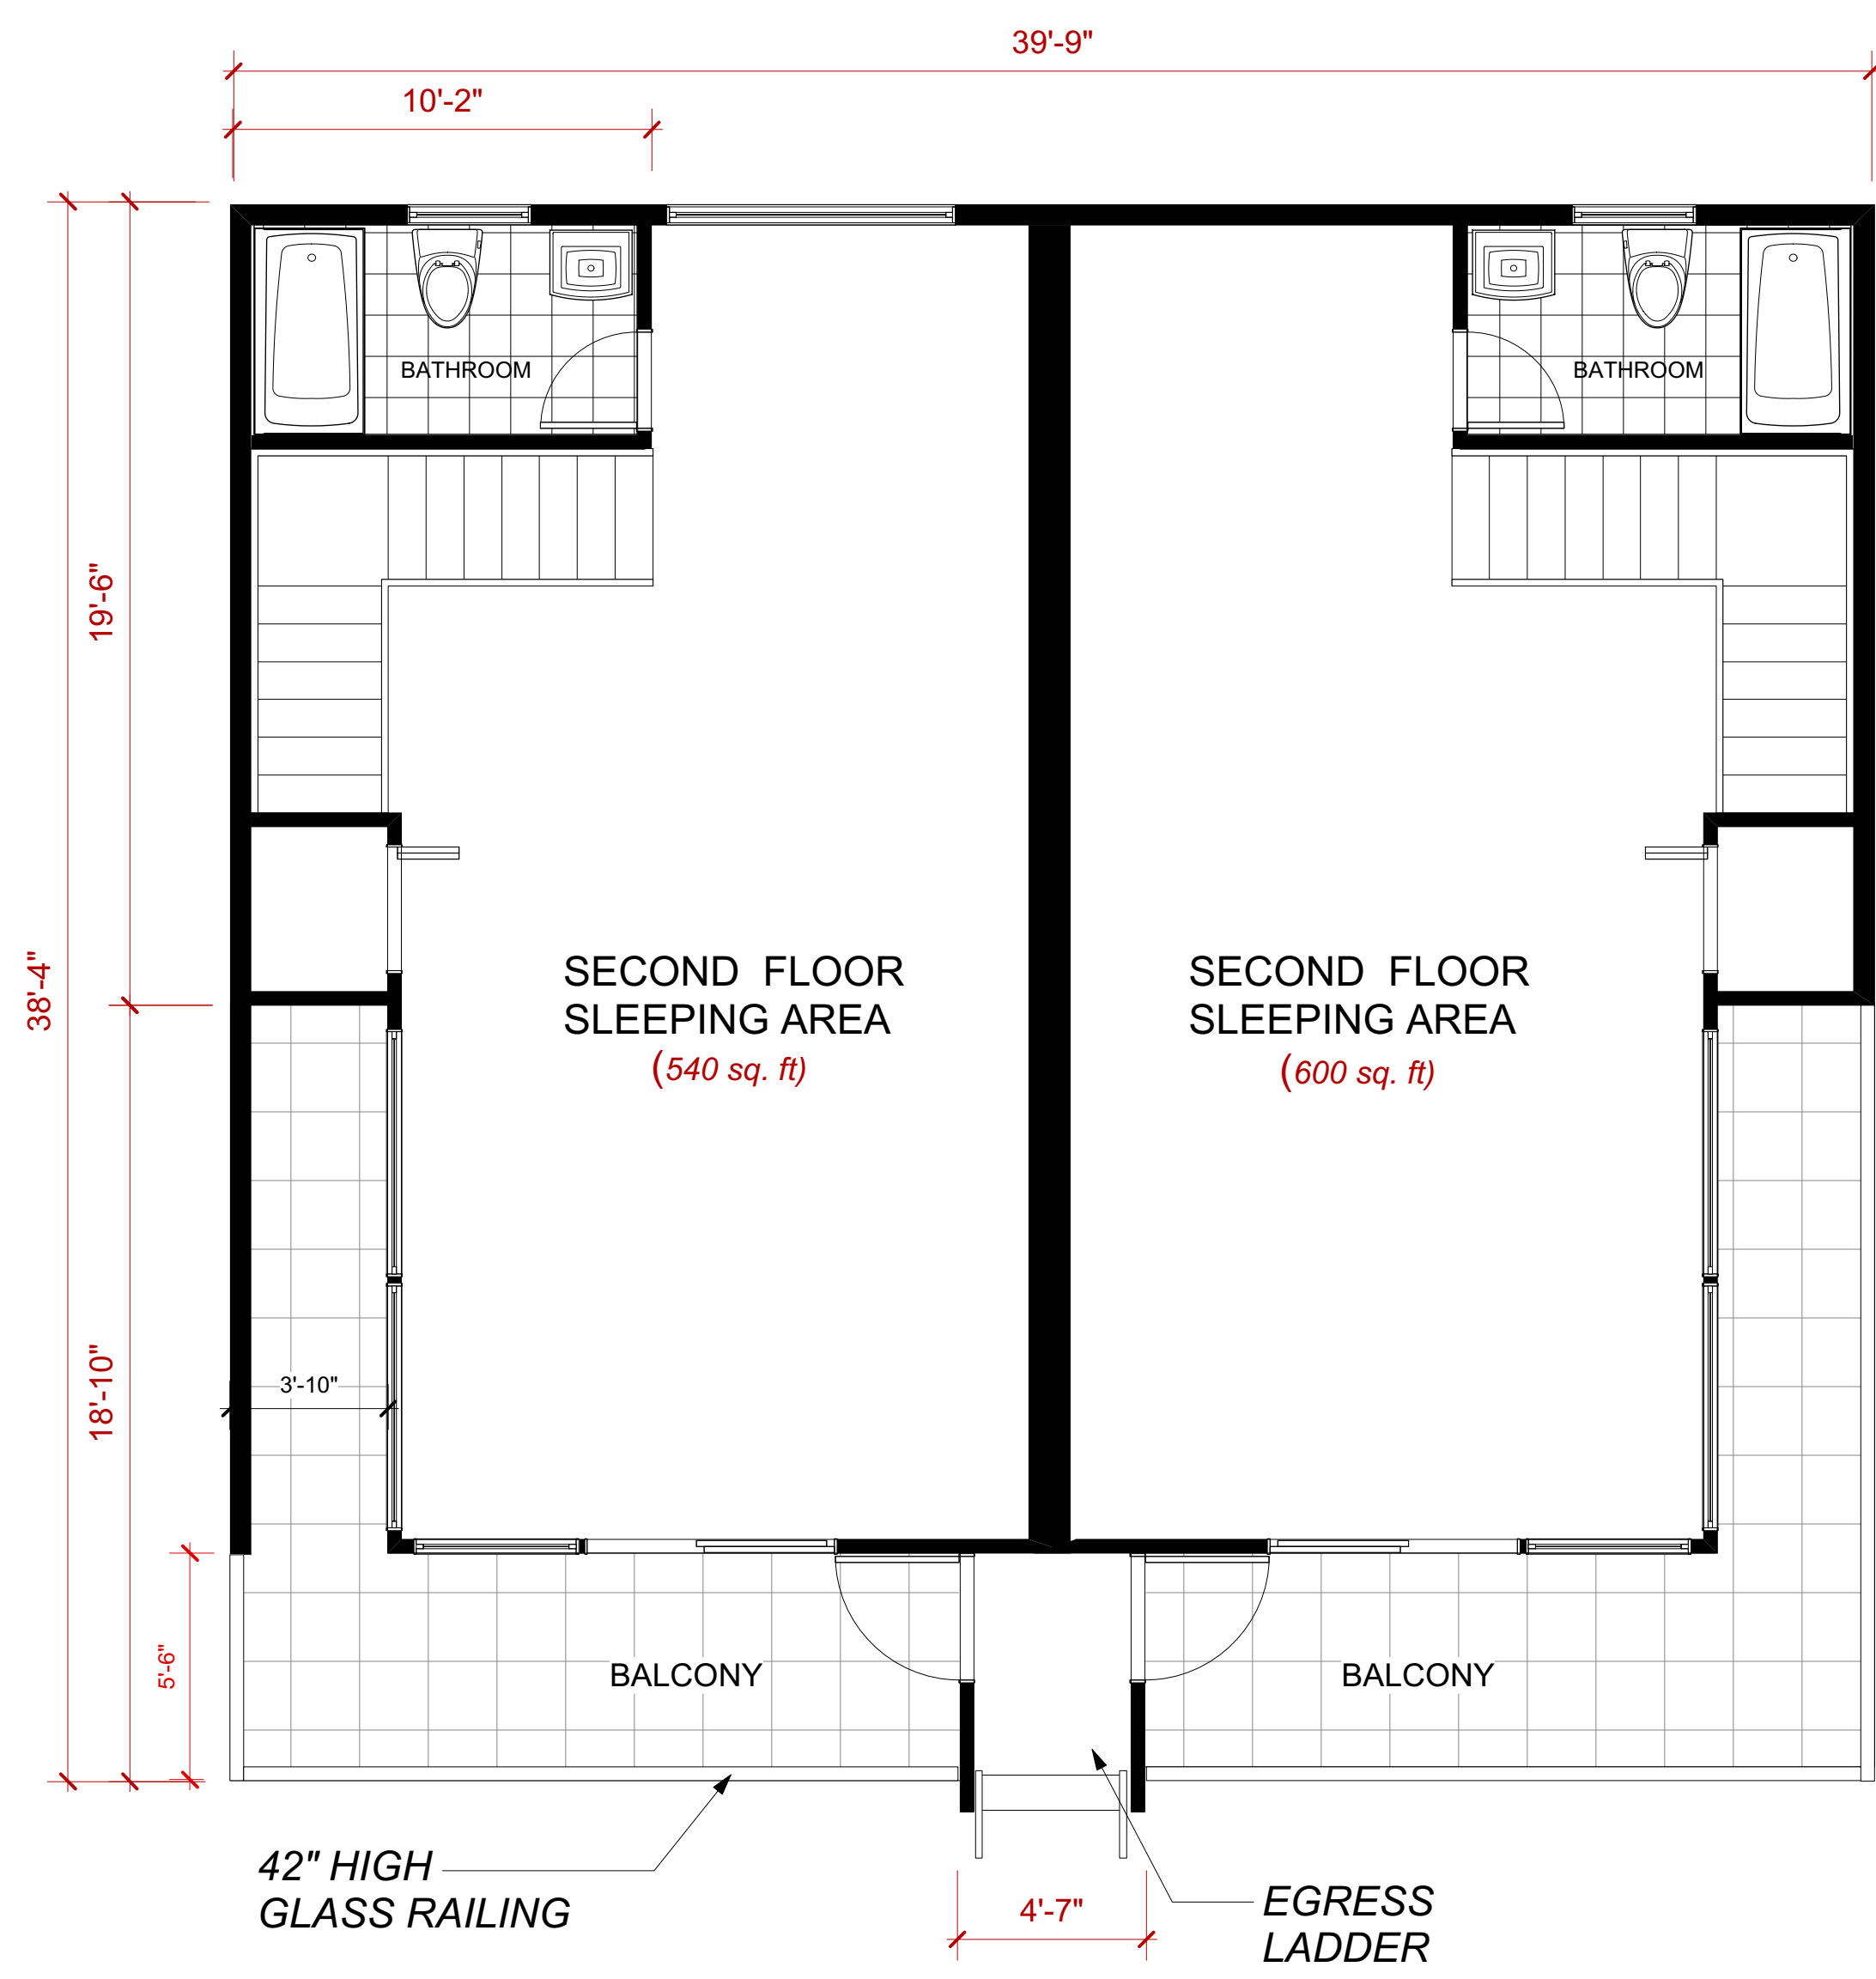 39'-9"
10'-2"
BATHROOM
BATHROOM
19'-6"
38'-4"
SECOND FLOOR
SLEEPING AREA
(540 sq. ft)
SECOND FLOOR
SLEEPING AREA
(600 sq. ft)
18'-10"
3'-10"
5'-6"
BALCONY
BALCONY
42" HIGH
GLASS RAILING
4'-7"
EGRESS
LADDER